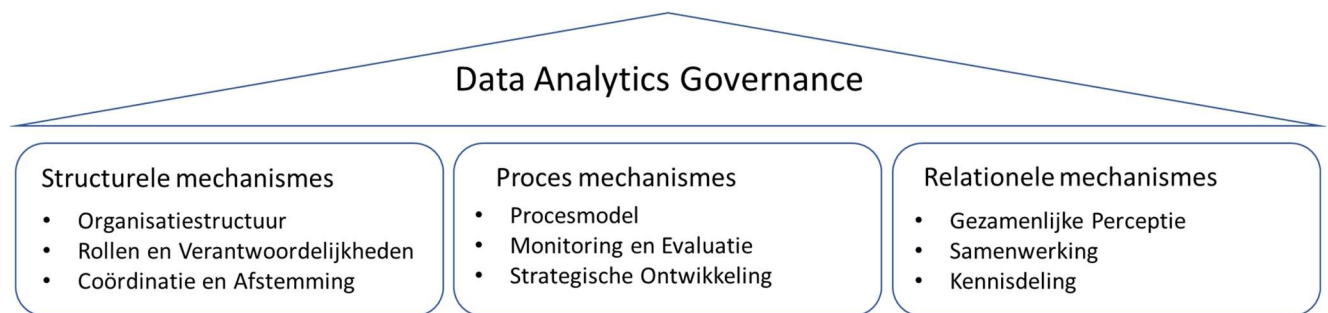 Data Analytics Governance
Structurele mechanismes
• Organisatiestructuur
• Rollen en Verantwoordelijkheden
• Coördinatie en Afstemming
Proces mechanismes
• Procesmodel
• Monitoring en Evaluatie
• Strategische Ontwikkeling
Relationele mechanismes
• Gezamenlijke Perceptie
• Samenwerking
• Kennisdeling